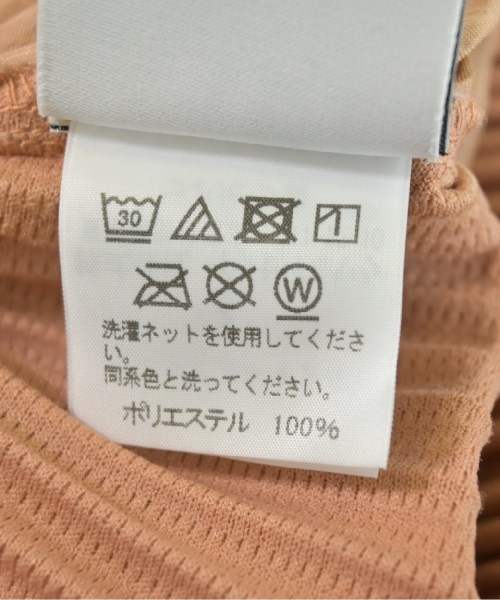 30
W
洗濯ネットを使用してくださ
い。
同系色と洗ってください。
ポリエステル 100%